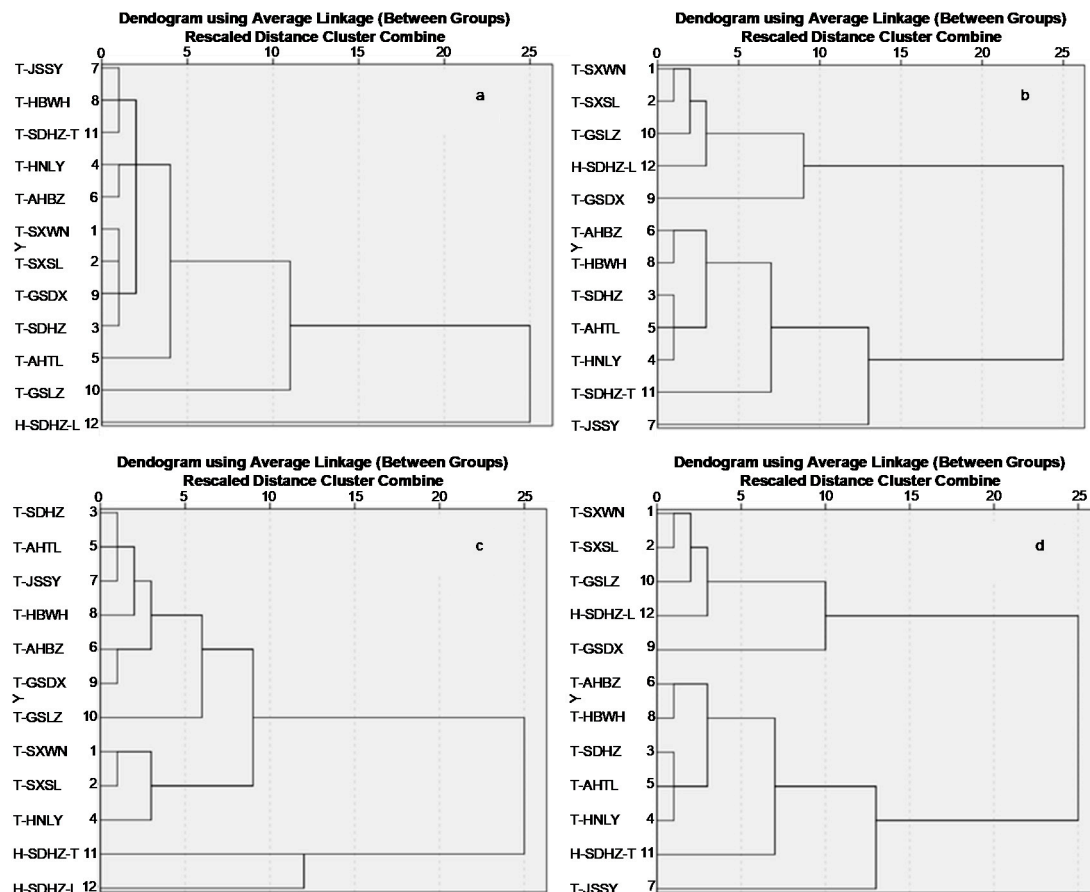 Dendogram using Average Linkage (Between Groups)
Rescaled Distance Cluster Combine
0 5 10 15 20 25
a
T-JSSY 7
T-HBWH 8
T-SDHZ-T 11
T-HNLY 4
T-AHBZ 6
T-SXWN 1
Y
T-SXSL 2
T-GSDX 9
T-SDHZ 3
T-AHTL 5
T-GSLZ 10
H-SDHZ-L 12
Dendogram using Average Linkage (Between Groups)
Rescaled Distance Cluster Combine
0 5 10 15 20 25
b
T-SXWN 1
T-SXSL 2
T-GSLZ 10
H-SDHZ-L 12
T-GSDX 9
T-AHBZ 6
Y
T-HBWH 8
T-SDHZ 3
T-AHTL 5
T-HNLY 4
T-SDHZ-T 11
T-JSSY 7
Dendogram using Average Linkage (Between Groups)
Rescaled Distance Cluster Combine
0 5 10 15 20 25
c
T-SDHZ 3
T-AHTL 5
T-JSSY 7
T-HBWH 8
T-AHBZ 6
T-GSDX 9
Y
T-GSLZ 10
T-SXWN 1
T-SXSL 2
T-HNLY 4
H-SDHZ-T 11
H-SDHZ-L 12
Dendogram using Average Linkage (Between Groups)
Rescaled Distance Cluster Combine
0 5 10 15 20 25
d
T-SXWN 1
T-SXSL 2
T-GSLZ 10
H-SDHZ-L 12
T-GSDX 9
T-AHBZ 6
Y
T-HBWH 8
T-SDHZ 3
T-AHTL 5
T-HNLY 4
H-SDHZ-T 11
T-JSSY 7